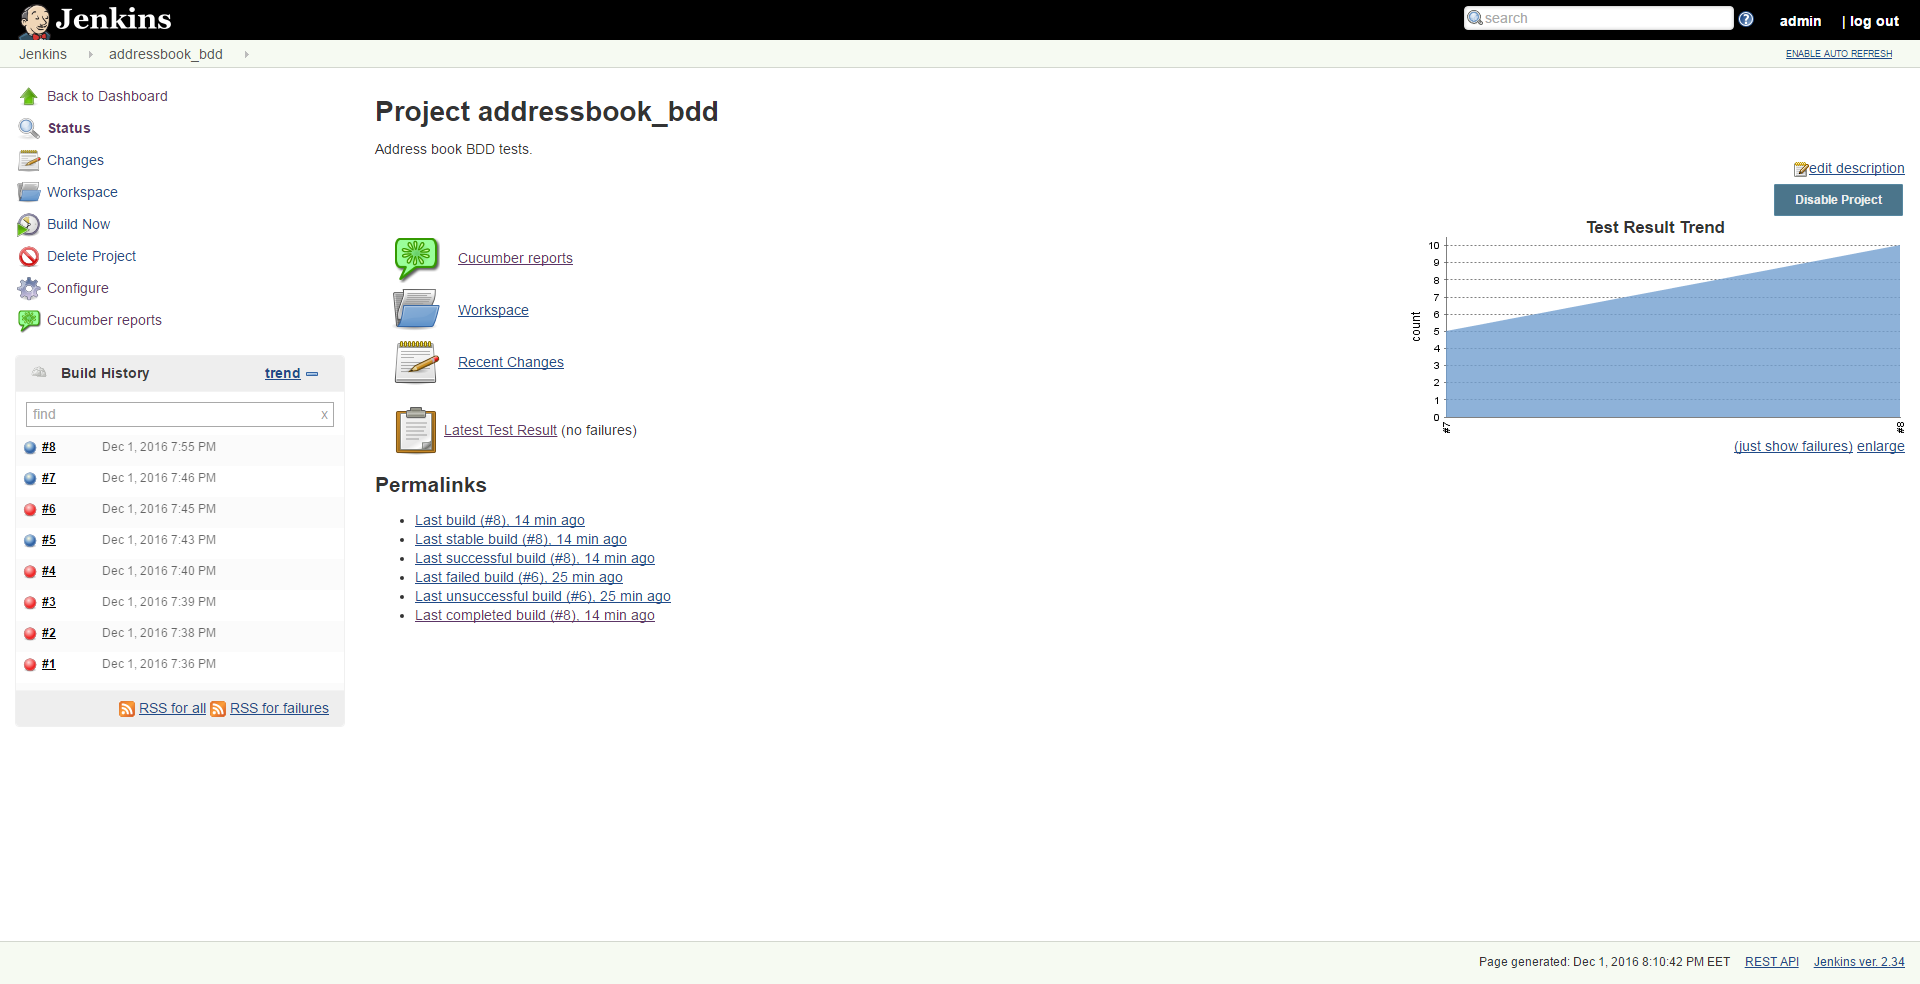 Jenkins
search
admin
| log out
Jenkins
addressbook_bdd
ENABLE AUTO REFRESH
Back to Dashboard
Status
Changes
Workspace
Build Now
Delete Project
Configure
Cucumber reports
Build History
trend
find
x
#8 Dec 1, 2016 7:55 PM
#7 Dec 1, 2016 7:46 PM
#6 Dec 1, 2016 7:45 PM
#5 Dec 1, 2016 7:43 PM
#4 Dec 1, 2016 7:40 PM
#3 Dec 1, 2016 7:39 PM
#2 Dec 1, 2016 7:38 PM
#1 Dec 1, 2016 7:36 PM
RSS for all RSS for failures
Project addressbook_bdd
Address book BDD tests.
edit description
Disable Project
Cucumber reports
Workspace
Recent Changes
Latest Test Result (no failures)
Permalinks
Last build (#8), 14 min ago
Last stable build (#8), 14 min ago
Last successful build (#8), 14 min ago
Last failed build (#6), 25 min ago
Last unsuccessful build (#6), 25 min ago
Last completed build (#8), 14 min ago
Test Result Trend
10
9
8
7
6
5
4
3
2
1
0
count
#7
#8
(just show failures) enlarge
Page generated: Dec 1, 2016 8:10:42 PM EET
REST API
Jenkins ver. 2.34